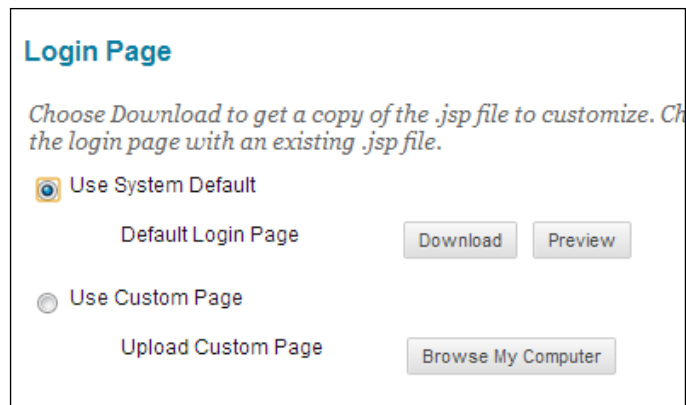 Login Page
Choose Download to get a copy of the .jsp file to customize.
the login page with an existing .jsp file.
Use System Default
Default Login Page Download Preview
Use Custom Page
Upload Custom Page Browse My Computer